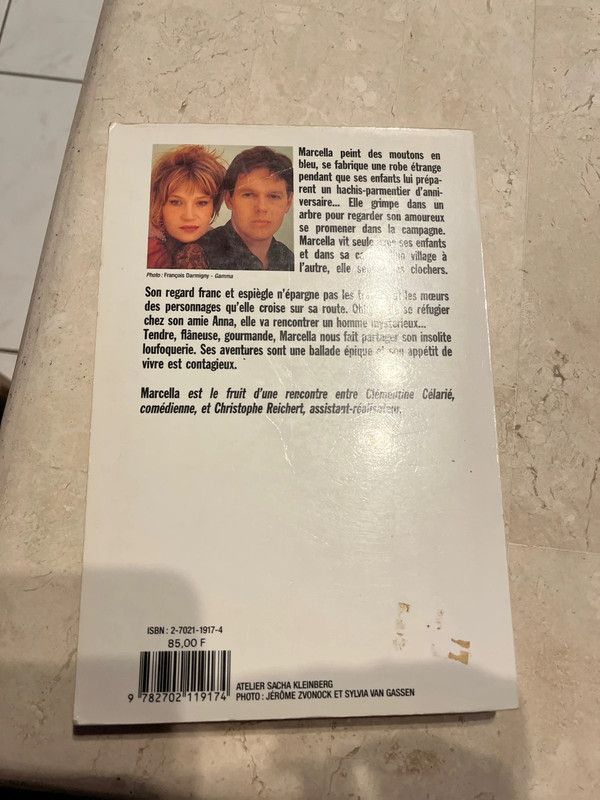 Marcella peint des moutons en
bleu, se fabrique une robe étrange
pendant que ses enfants lui prépa-
rent un hachis-parmentier d'anni-
versaire... Elle grimpe dans un
arbre pour regarder son amoureux
se promener dans la campagne.
Marcella vit seule avec ses enfants
et dans sa village à
l'autre, elle clochers.
Photo : François Darmigny - Gamma
Son regard franc et espiègle n'épargne pas les les mœurs
des personnages qu'elle croise sur sa route. se réfugier
chez son amie Anna, elle va rencontrer un homme mystérieux...
Tendre, flâneuse, gourmande, Marcella nous fait partager son insolite
loufoquerie. Ses aventures sont une ballade épique et son appétit de
vivre est contagieux.
Marcella est le fruit d'une rencontre entre Clémentine Célarié,
comédienne, et Christophe Reichert, assistant-réalisateur.
ISBN : 2-7021-1917-4
85,00 F
9 782702 119174
ATELIER SACHA KLEINBERG
PHOTO : JÉRÔME ZVONOCK ET SYLVIA VAN GASSEN